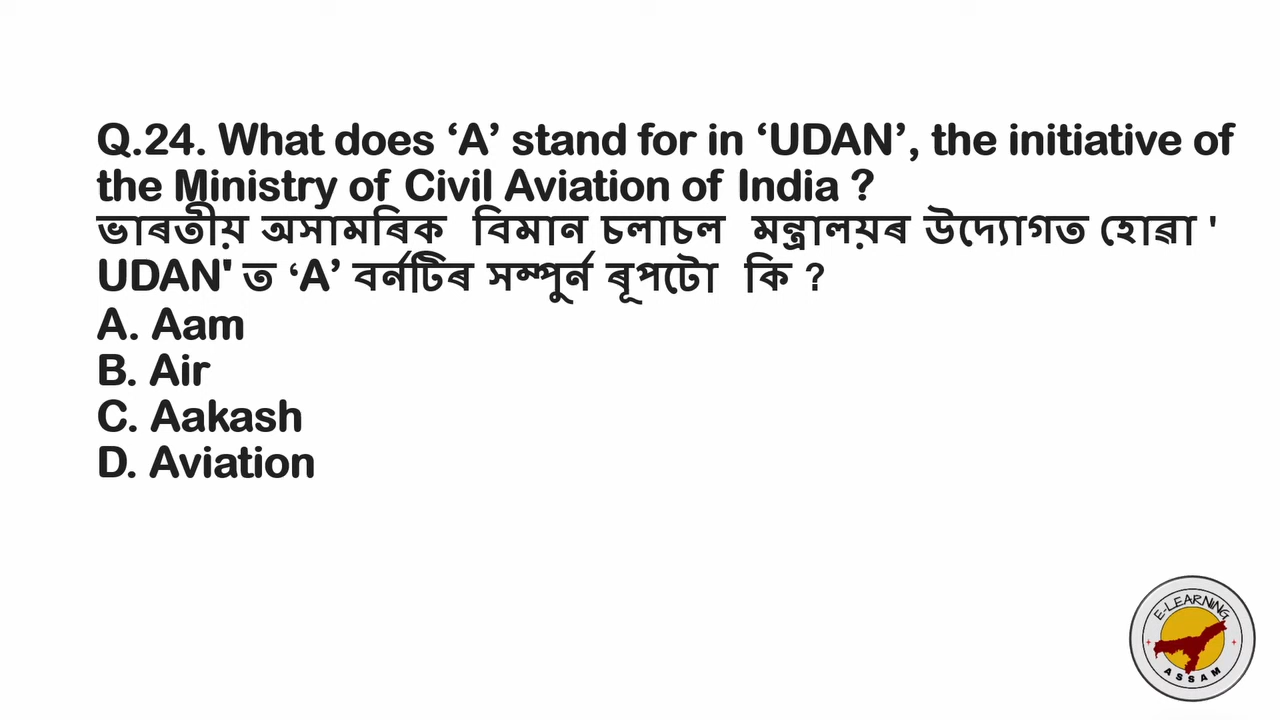 Q.24. What does ‘A’ stand for in ‘UDAN’, the initiative of
the Ministry of Civil Aviation of India ?
ভাৰতীয় অসামৰিক বিমান চলাচল মন্ত্ৰালয়ৰ উদ্যোগত হোৱা '
UDAN' ত ‘A’ বৰ্নটিৰ সম্পুৰ্ন ৰূপটো কি ?
A. Aam
B. Air
C. Aakash
D. Aviation
E-LEARNING
ASSAM